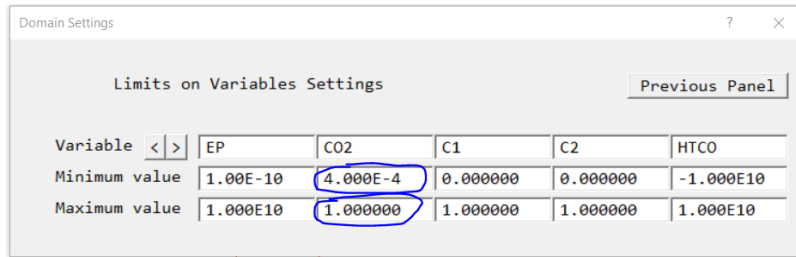 Domain Settings ? ×
Limits on Variables Settings Previous Panel
Variable < > EP CO2 C1 C2 HTCO
Minimum value 1.00E-10 4.000E-4 0.000000 0.000000 -1.000E10
Maximum value 1.000E10 1.000000 1.000000 1.000000 1.000E10